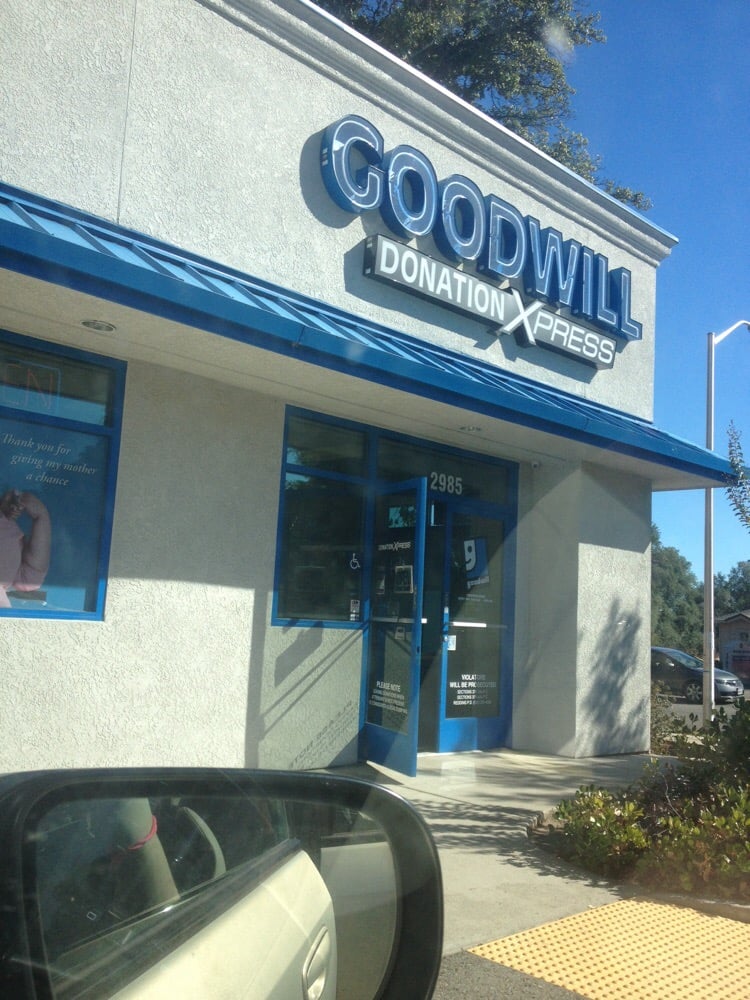 GOODWILL
DONATION XPRESS
EN
Thank you for
giving my mother
a chance
2985
DONATION XPRESS
g
goodwill
PLEASE NOTE
VIOLATORS
WILL BE PROSECUTED